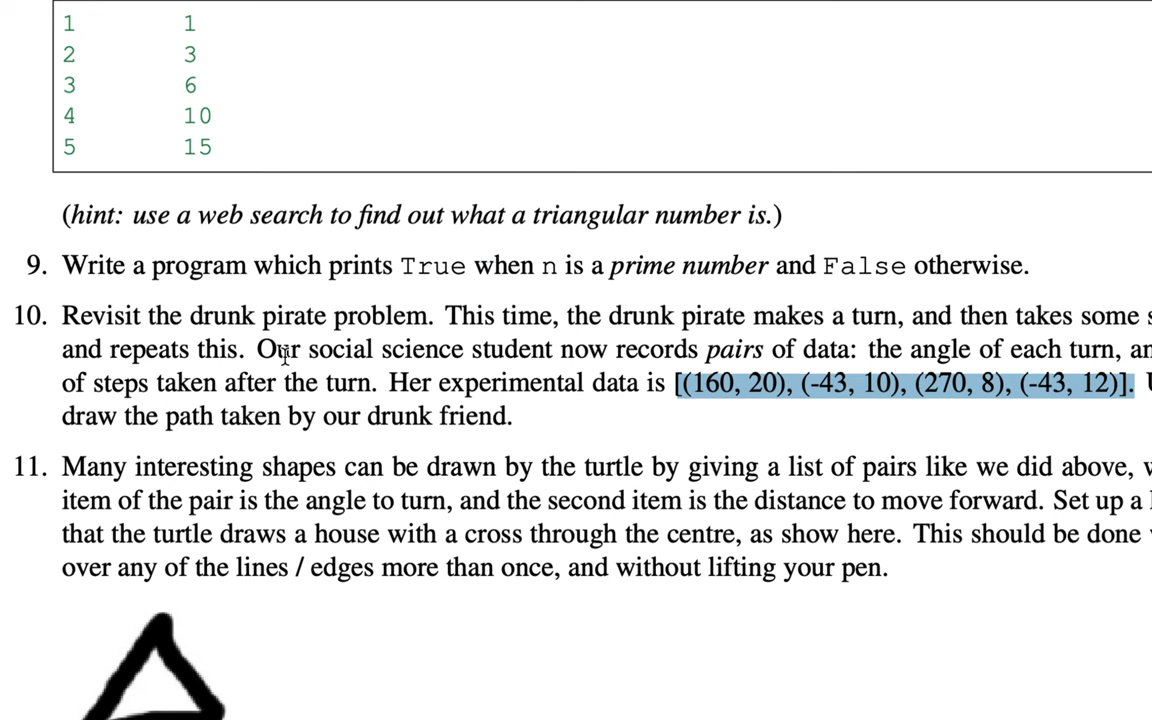 1 1
2 3
3 6
4 10
5 15
(hint: use a web search to find out what a triangular number is.)
9. Write a program which prints True when n is a prime number and False otherwise.
10. Revisit the drunk pirate problem. This time, the drunk pirate makes a turn, and then takes some
and repeats this. Our social science student now records pairs of data: the angle of each turn,
of steps taken after the turn. Her experimental data is [(160, 20), (-43, 10), (270, 8), (-43, 12)].
draw the path taken by our drunk friend.
11. Many interesting shapes can be drawn by the turtle by giving a list of pairs like we did above,
item of the pair is the angle to turn, and the second item is the distance to move forward. Set up a
that the turtle draws a house with a cross through the centre, as show here. This should be done
over any of the lines / edges more than once, and without lifting your pen.